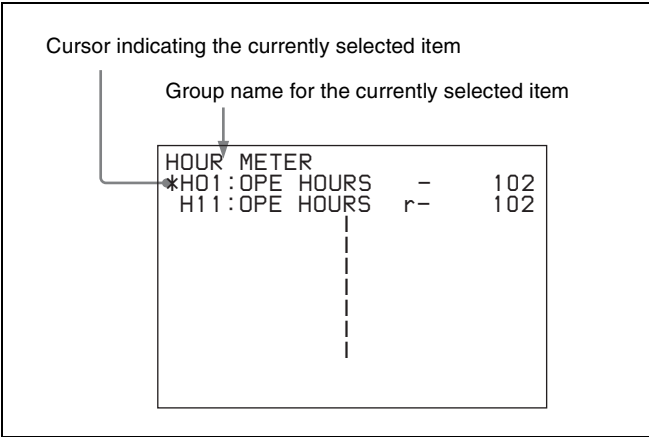 Cursor indicating the currently selected item
Group name for the currently selected item
HOUR METER
*H01:OPE HOURS - 102
H11:OPE HOURS r- 102